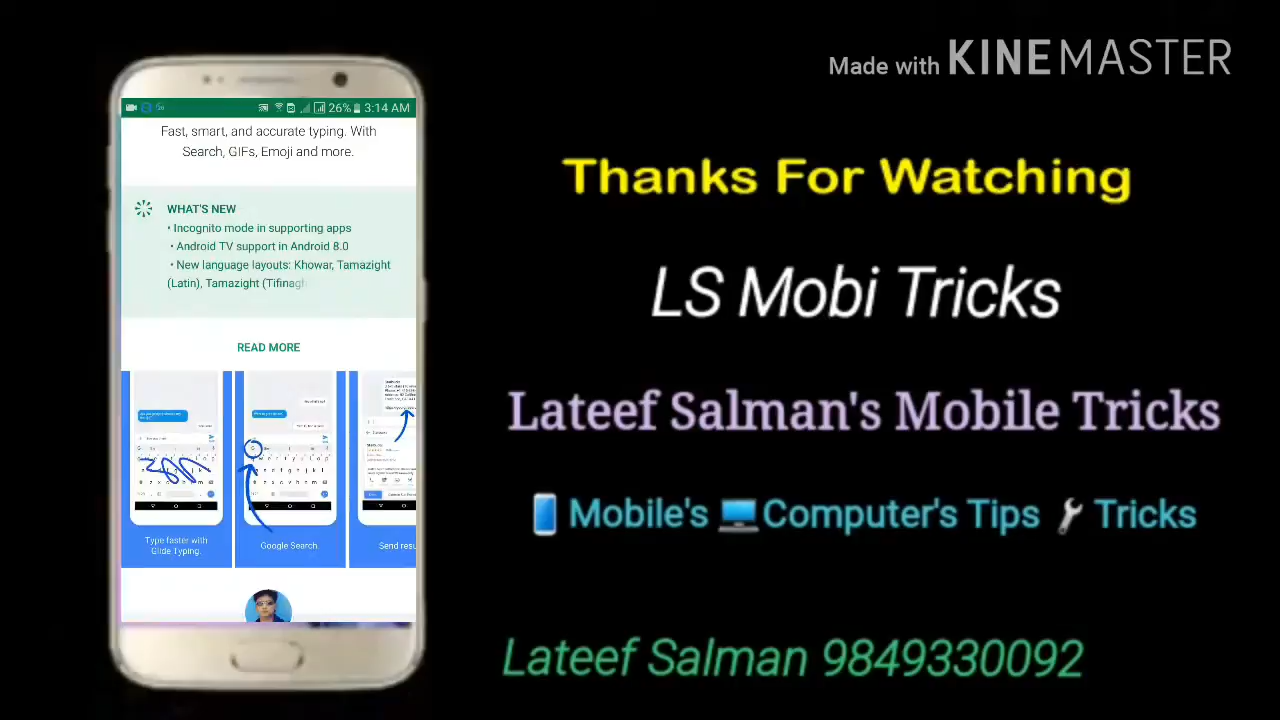 Made with KINEMASTER
26% 3:14 AM
Fast, smart, and accurate typing. With
Search, GIFs, Emoji and more.
WHAT'S NEW
• Incognito mode in supporting apps
• Android TV support in Android 8.0
• New language layouts: Khowar, Tamazight
(Latin), Tamazight (Tifinagh
READ MORE
Type faster with
Glide Typing.
Google Search.
Send resu
Thanks For Watching
LS Mobi Tricks
Lateef Salman's Mobile Tricks
Mobile's Computer's Tips Tricks
Lateef Salman 9849330092